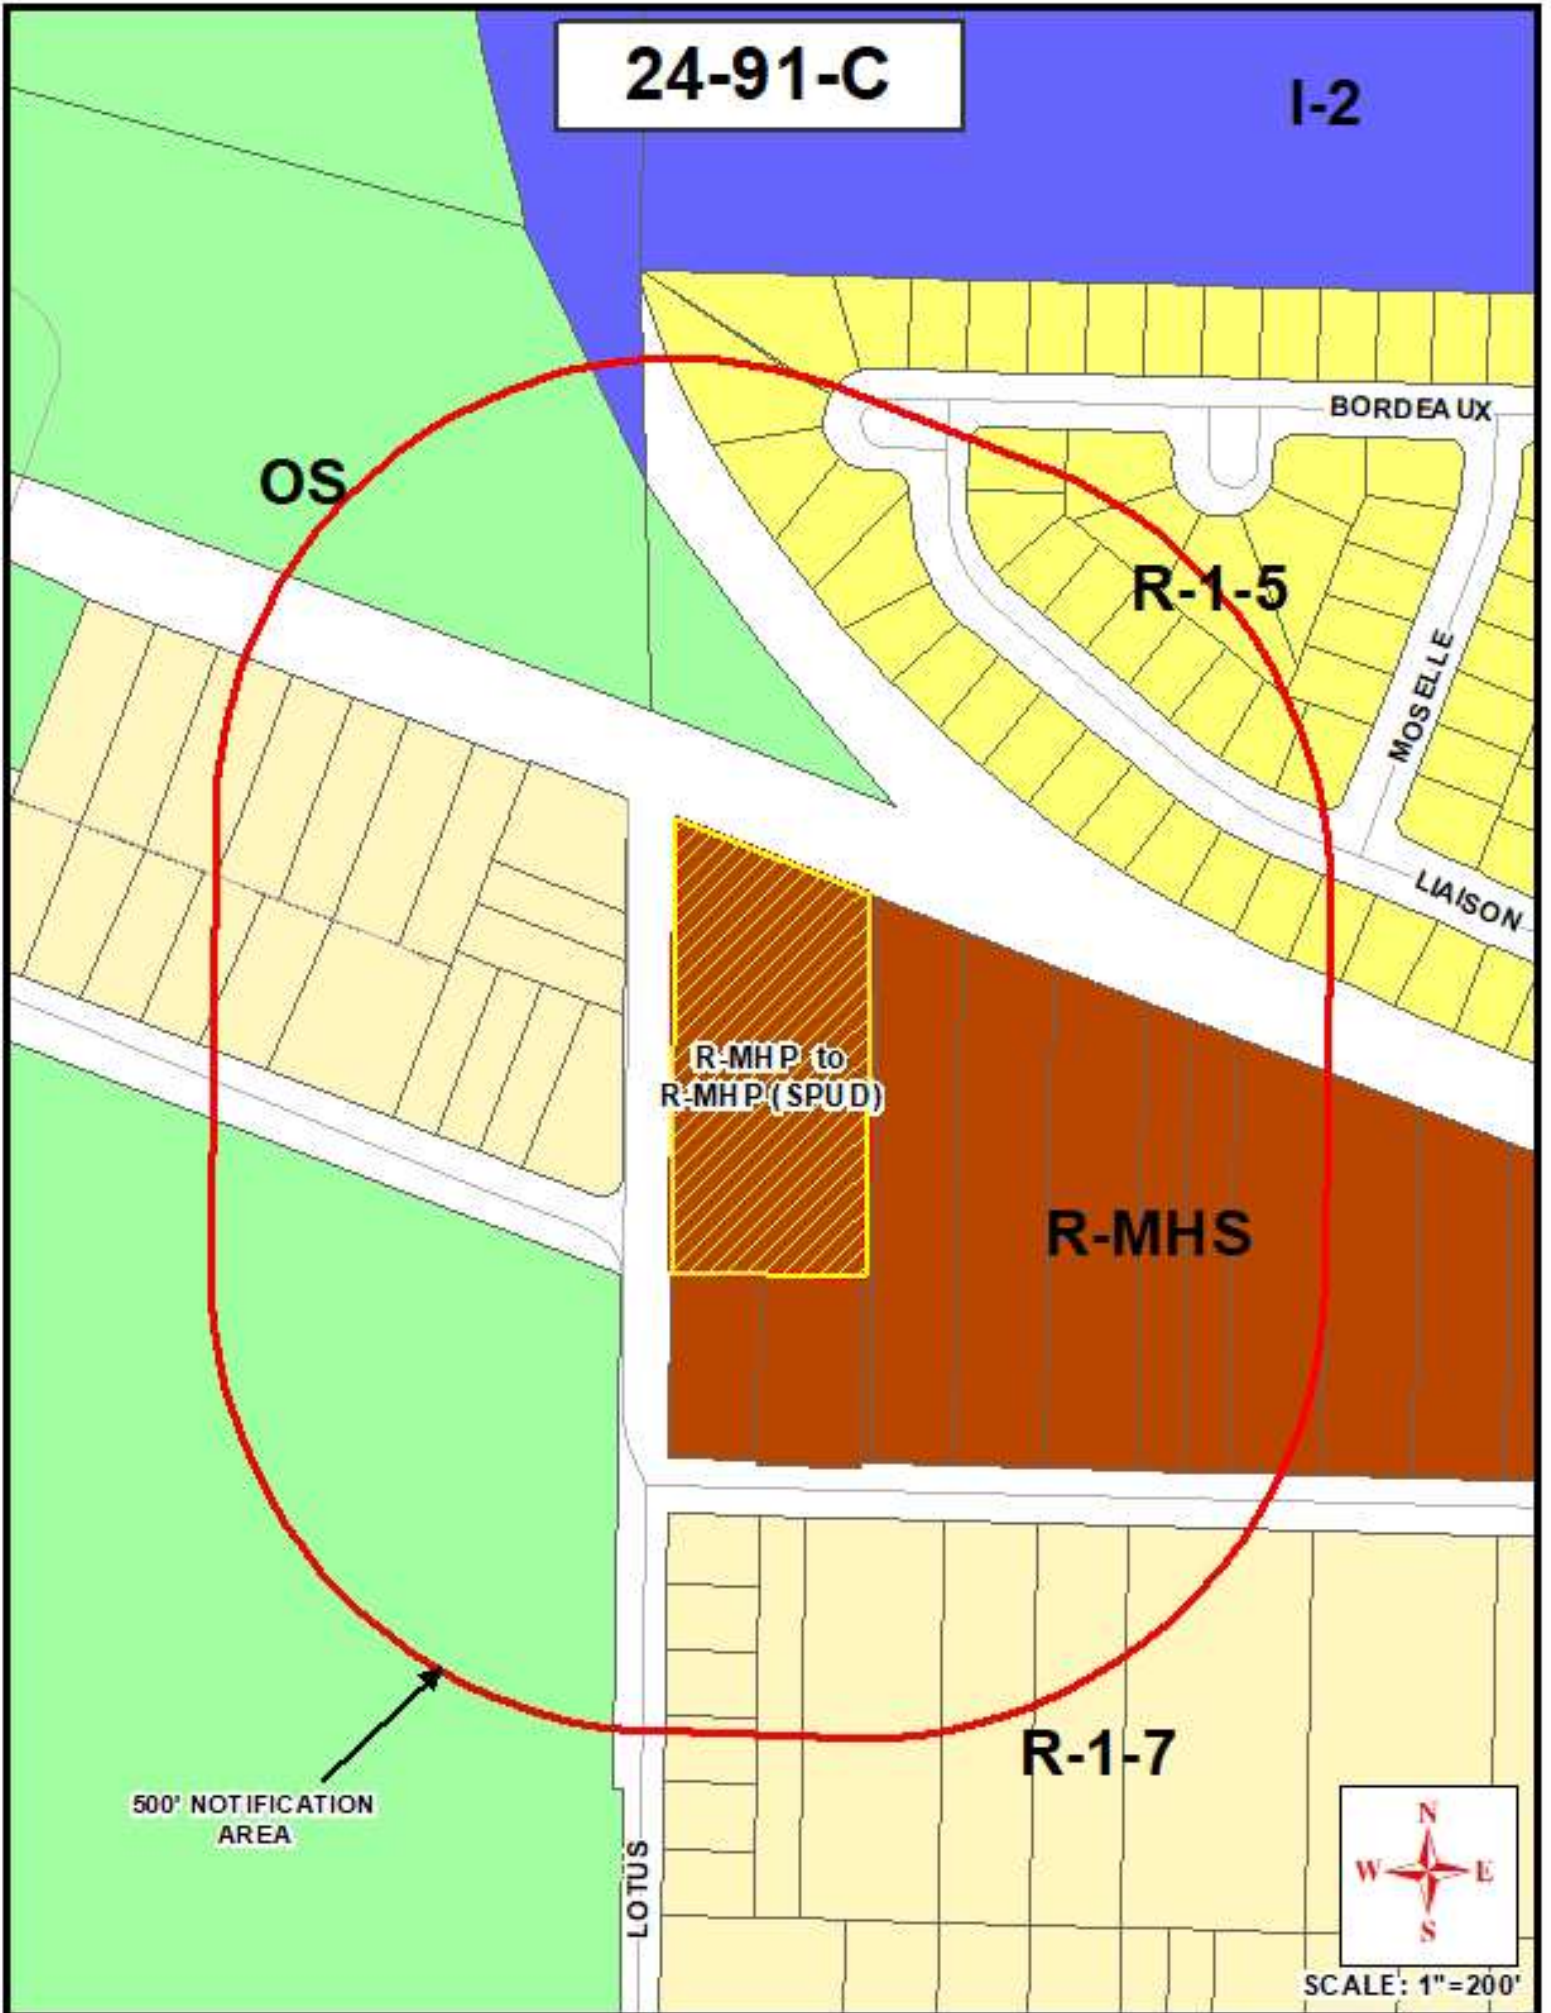 24-91-C
I-2
BORDEAUX
OS
R-1-5
MOSELLE
LIAISON
R-MHP to
R-MHP (SPUD)
R-MHS
R-1-7
500' NOTIFICATION
AREA
LOTUS
N
W E
S
SCALE: 1"=200'